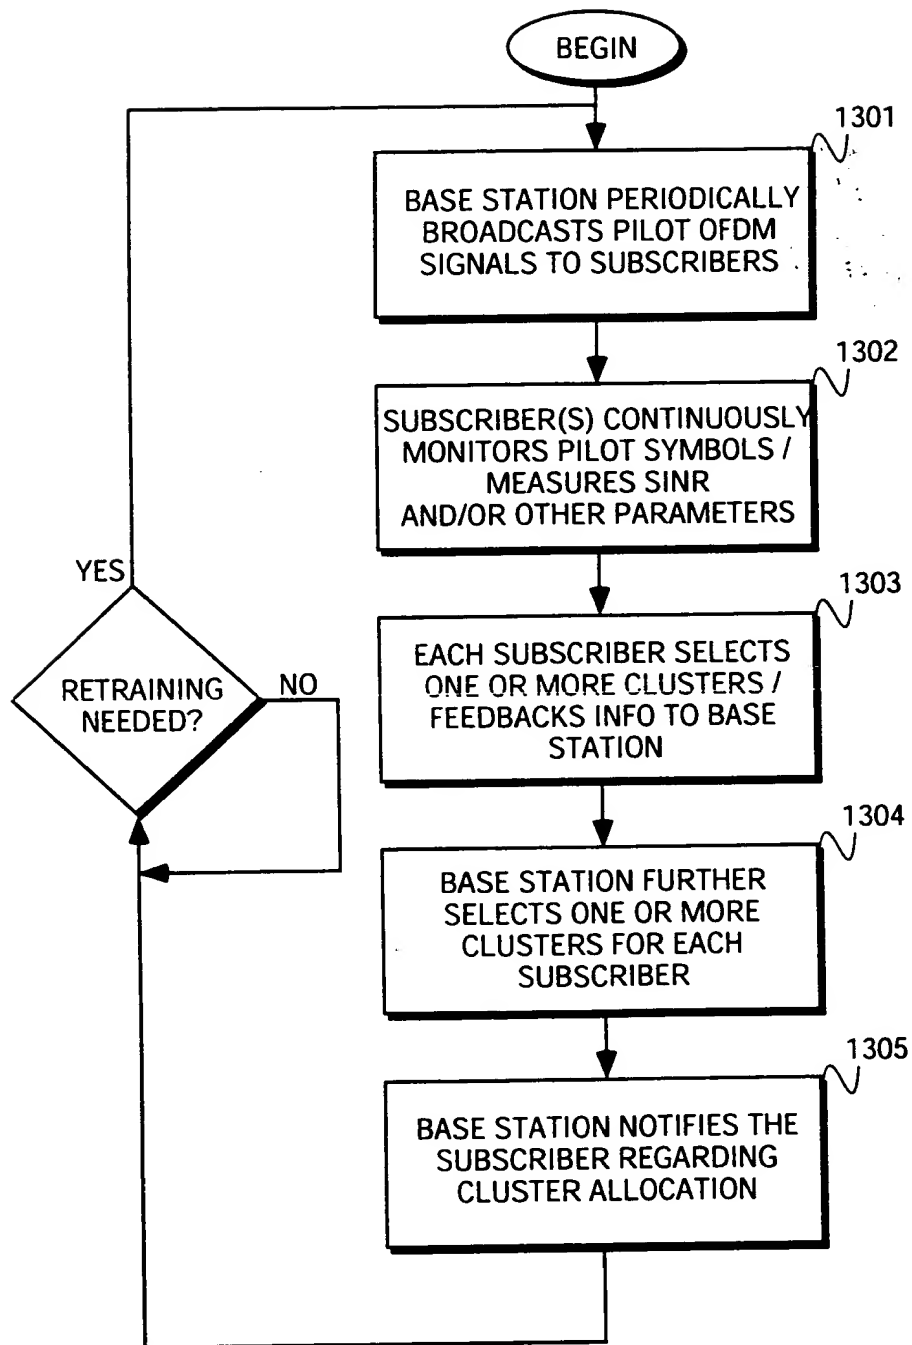 BEGIN
1301
BASE STATION PERIODICALLY
BROADCASTS PILOT OFDM
SIGNALS TO SUBSCRIBERS
1302
SUBSCRIBER(S) CONTINUOUSLY
MONITORS PILOT SYMBOLS /
MEASURES SINR
AND/OR OTHER PARAMETERS
YES
1303
RETRAINING
NEEDED?
NO
EACH SUBSCRIBER SELECTS
ONE OR MORE CLUSTERS /
FEEDBACKS INFO TO BASE
STATION
1304
BASE STATION FURTHER
SELECTS ONE OR MORE
CLUSTERS FOR EACH
SUBSCRIBER
1305
BASE STATION NOTIFIES THE
SUBSCRIBER REGARDING
CLUSTER ALLOCATION